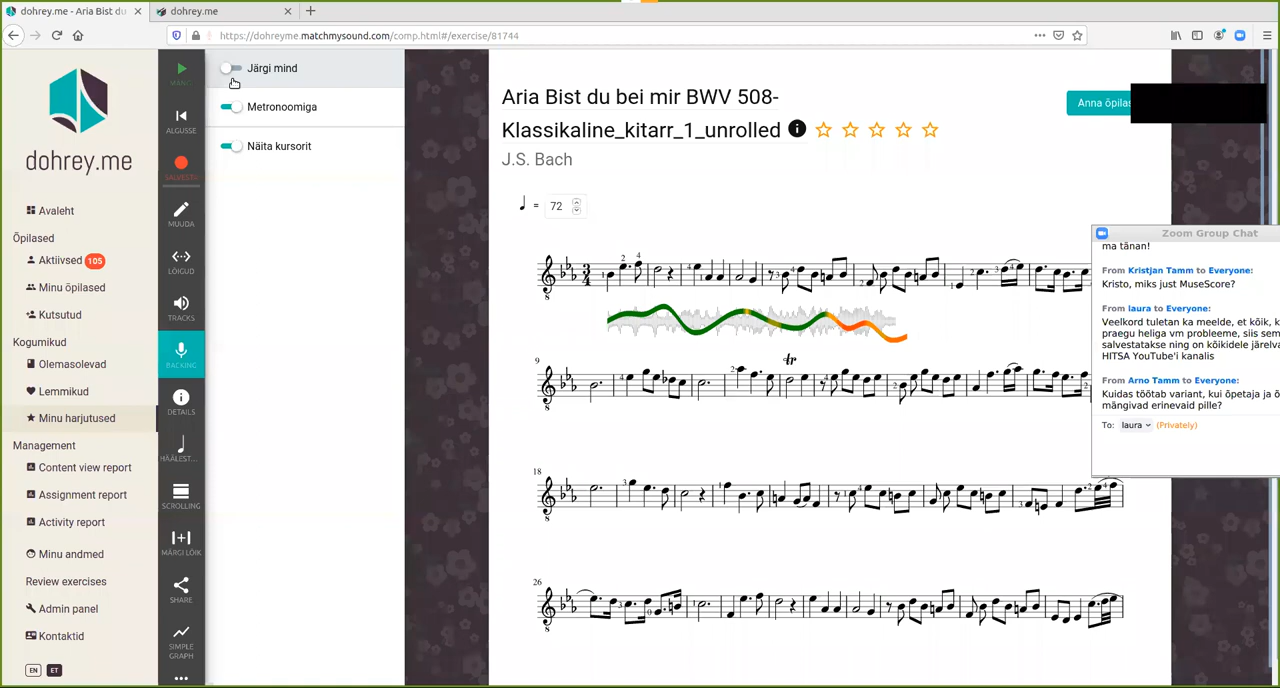 dohrey.me - Aria Bist du
dohrey.me
https://dohreyme.matchmysound.com/comp.html#/exercise/81744
dohrey.me
Avaleht
Õpilased
Aktiivsed 105
Minu õpilased
Kutsutud
Kogumikud
Olemasolevad
Lemmikud
Minu harjutused
Management
Content view report
Assignment report
Activity report
Minu andmed
Review exercises
Admin panel
Kontaktid
EN ET
MÄNGI
ALGUSSE
SALVESTA
MUUDA
LÕIGUD
TRACKS
BACKING
DETAILS
HÄÄLEST...
SCROLLING
MÄRGI LÕIK
SHARE
SIMPLE
GRAPH
Järgi mind
Metronoomiga
Näita kursorit
Aria Bist du bei mir BWV 508-
Klassikaline_kitarr_1_unrolled
J.S. Bach
= 72
Anna õpilas
9
tr
18
26
Zoom Group Chat
ma tänan!
From Kristjan Tamm to Everyone:
Kristo, miks just MuseScore?
From laura to Everyone:
Veelkord tuletan ka meelde, et kõik, k
praegu heliga vm probleeme, siis sem
salvestatakse ning on kõikidele järelva
HITSA YouTube'i kanalis
From Arno Tamm to Everyone:
Kuidas töötab variant, kui õpetaja ja õ
mängivad erinevaid pille?
To: laura (Privately)